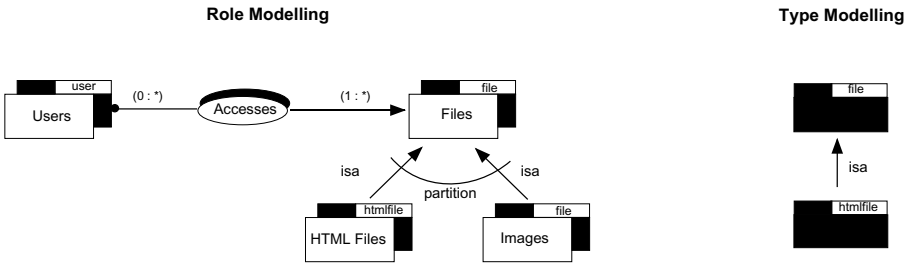 Role Modelling
Type Modelling
user
Users
(0 : *)
Accesses
(1 : *)
file
Files
file
isa
isa
partition
isa
htmlfile
HTML Files
file
Images
htmlfile